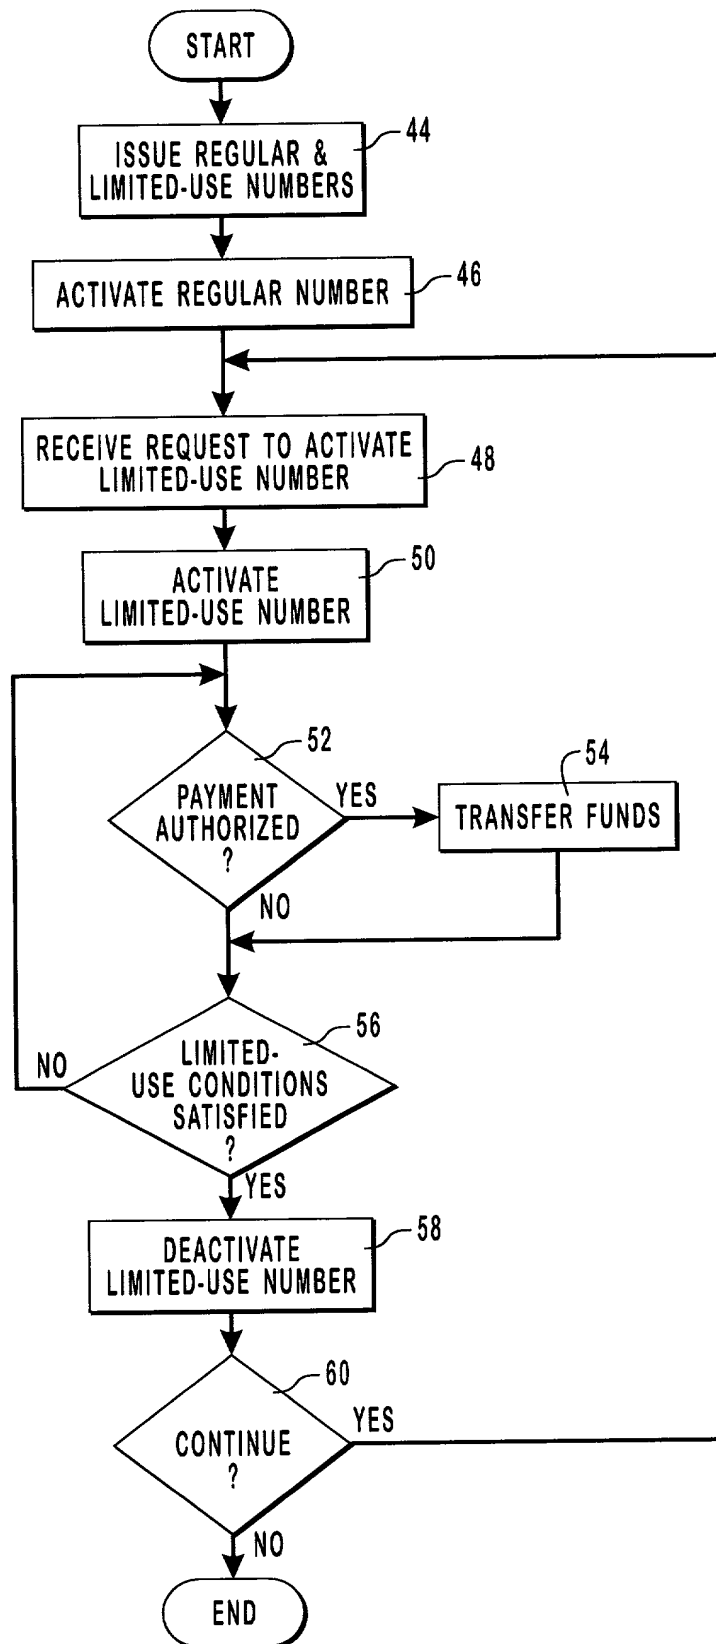 START
44
ISSUE REGULAR &
LIMITED-USE NUMBERS
46
ACTIVATE REGULAR NUMBER
RECEIVE REQUEST TO ACTIVATE
LIMITED-USE NUMBER
48
50
ACTIVATE
LIMITED-USE NUMBER
52
PAYMENT
AUTHORIZED
?
YES
54
TRANSFER FUNDS
NO
56
LIMITED-
USE CONDITIONS
SATISFIED
?
NO
YES
58
DEACTIVATE
LIMITED-USE NUMBER
60
CONTINUE
?
YES
NO
END